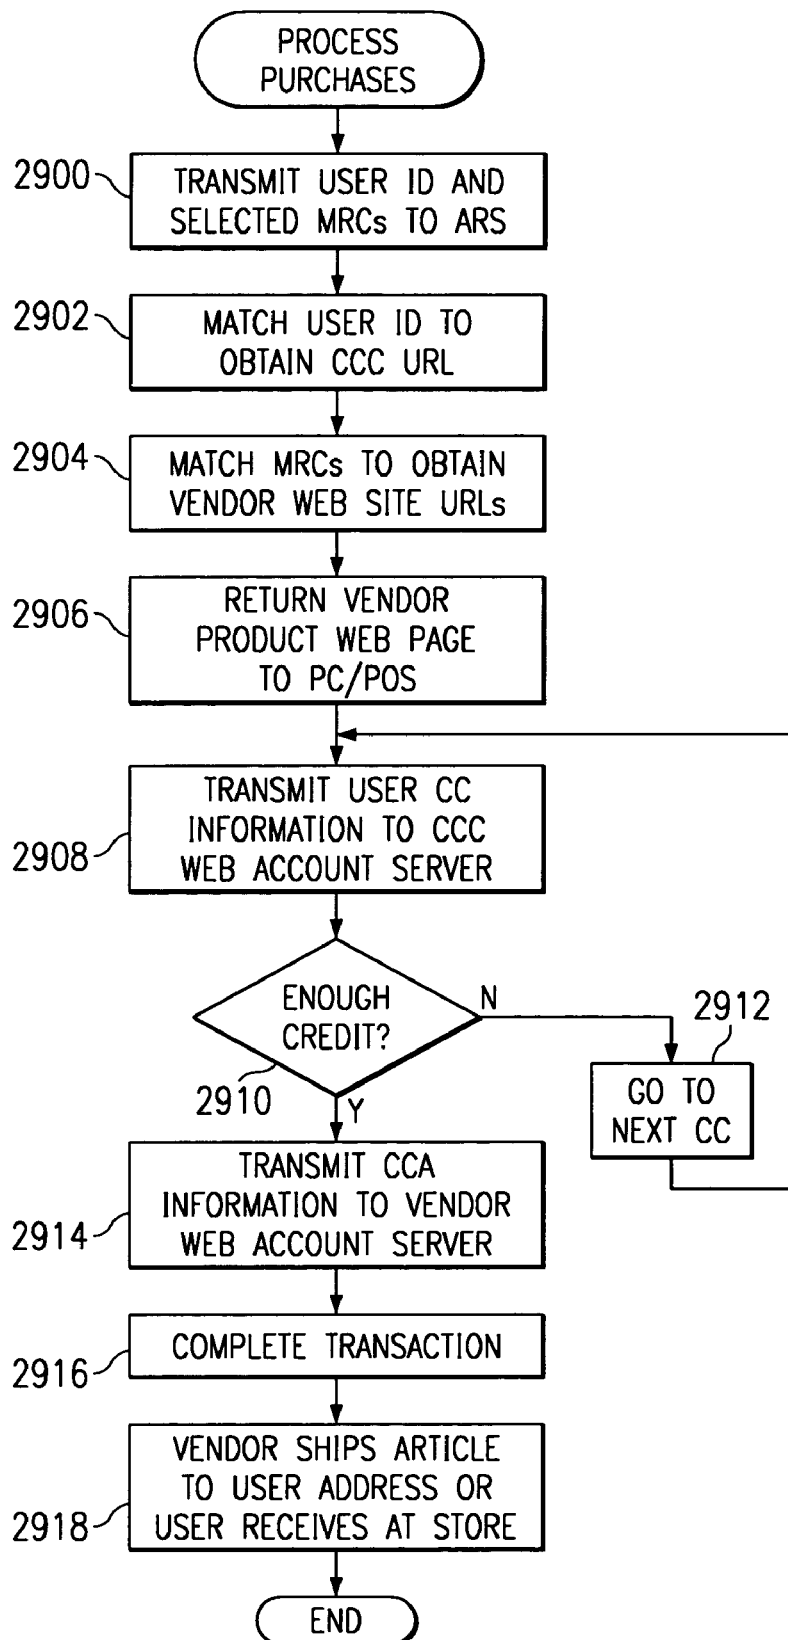 PROCESS
PURCHASES
2900
TRANSMIT USER ID AND
SELECTED MRCs TO ARS
2902
MATCH USER ID TO
OBTAIN CCC URL
2904
MATCH MRCs TO OBTAIN
VENDOR WEB SITE URLs
2906
RETURN VENDOR
PRODUCT WEB PAGE
TO PC/POS
2908
TRANSMIT USER CC
INFORMATION TO CCC
WEB ACCOUNT SERVER
ENOUGH
CREDIT?
N
2910
Y
2912
GO TO
NEXT CC
2914
TRANSMIT CCA
INFORMATION TO VENDOR
WEB ACCOUNT SERVER
2916
COMPLETE TRANSACTION
2918
VENDOR SHIPS ARTICLE
TO USER ADDRESS OR
USER RECEIVES AT STORE
END